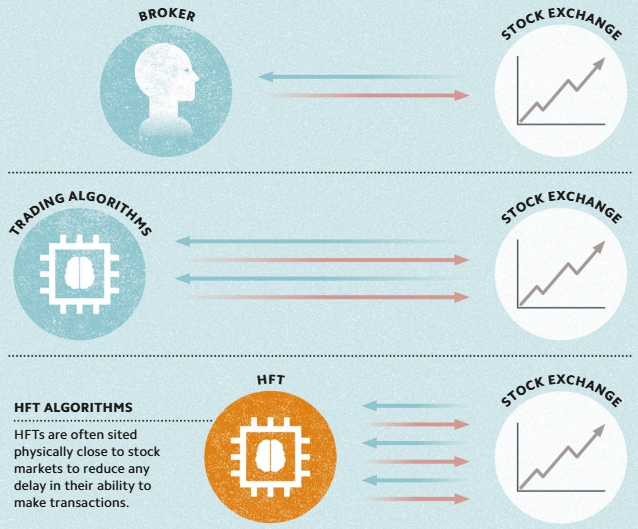 BROKER
STOCK EXCHANGE
TRADING ALGORITHMS
STOCK EXCHANGE
HFT
STOCK EXCHANGE
HFT ALGORITHMS
HFTs are often sited
physically close to stock
markets to reduce any
delay in their ability to
make transactions.